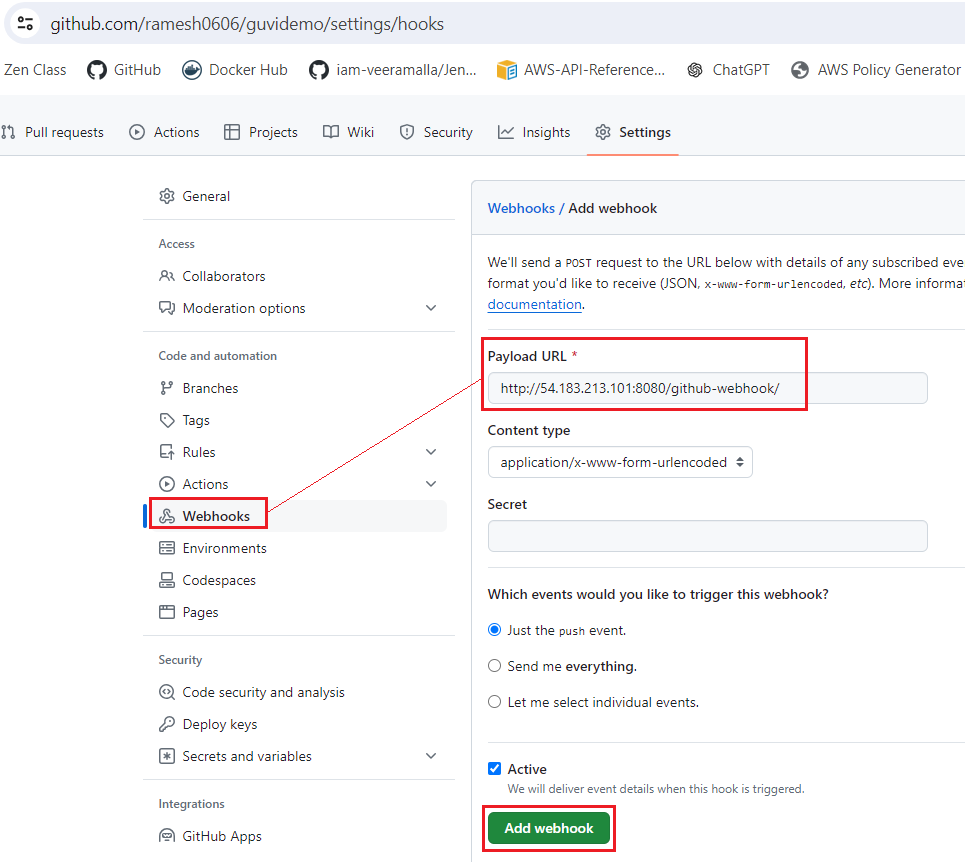 github.com/ramesh0606/guvidemo/settings/hooks
Zen Class GitHub Docker Hub iam-veeramalla/Jen... AWS-API-Reference... ChatGPT AWS Policy Generator
Pull requests Actions Projects Wiki Security Insights Settings
General
Access
Collaborators
Moderation options
Code and automation
Branches
Tags
Rules
Actions
Webhooks
Environments
Codespaces
Pages
Security
Code security and analysis
Deploy keys
Secrets and variables
Integrations
GitHub Apps
Webhooks / Add webhook
We'll send a POST request to the URL below with details of any subscribed eve
format you'd like to receive (JSON, x-www-form-urlencoded, etc). More informat
documentation.
Payload URL *
http://54.183.213.101:8080/github-webhook/
Content type
application/x-www-form-urlencoded
Secret
Which events would you like to trigger this webhook?
Just the push event.
Send me everything.
Let me select individual events.
Active
We will deliver event details when this hook is triggered.
Add webhook